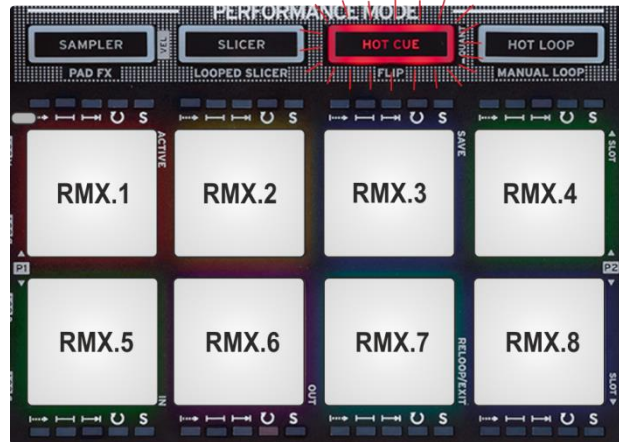 PERFORMANCE MODE
SAMPLER VEL SLICER HOT CUE QUANT HOT LOOP
PAD FX LOOPED SLICER FLIP MANUAL LOOP
S S S S
RMX.1 ACTIVE RMX.2 RMX.3 SAVE RMX.4 SLOT
P1 P2
RMX.5 IN RMX.6 OUT RMX.7 RELOOP/EXIT RMX.8 SLOT
S S S S